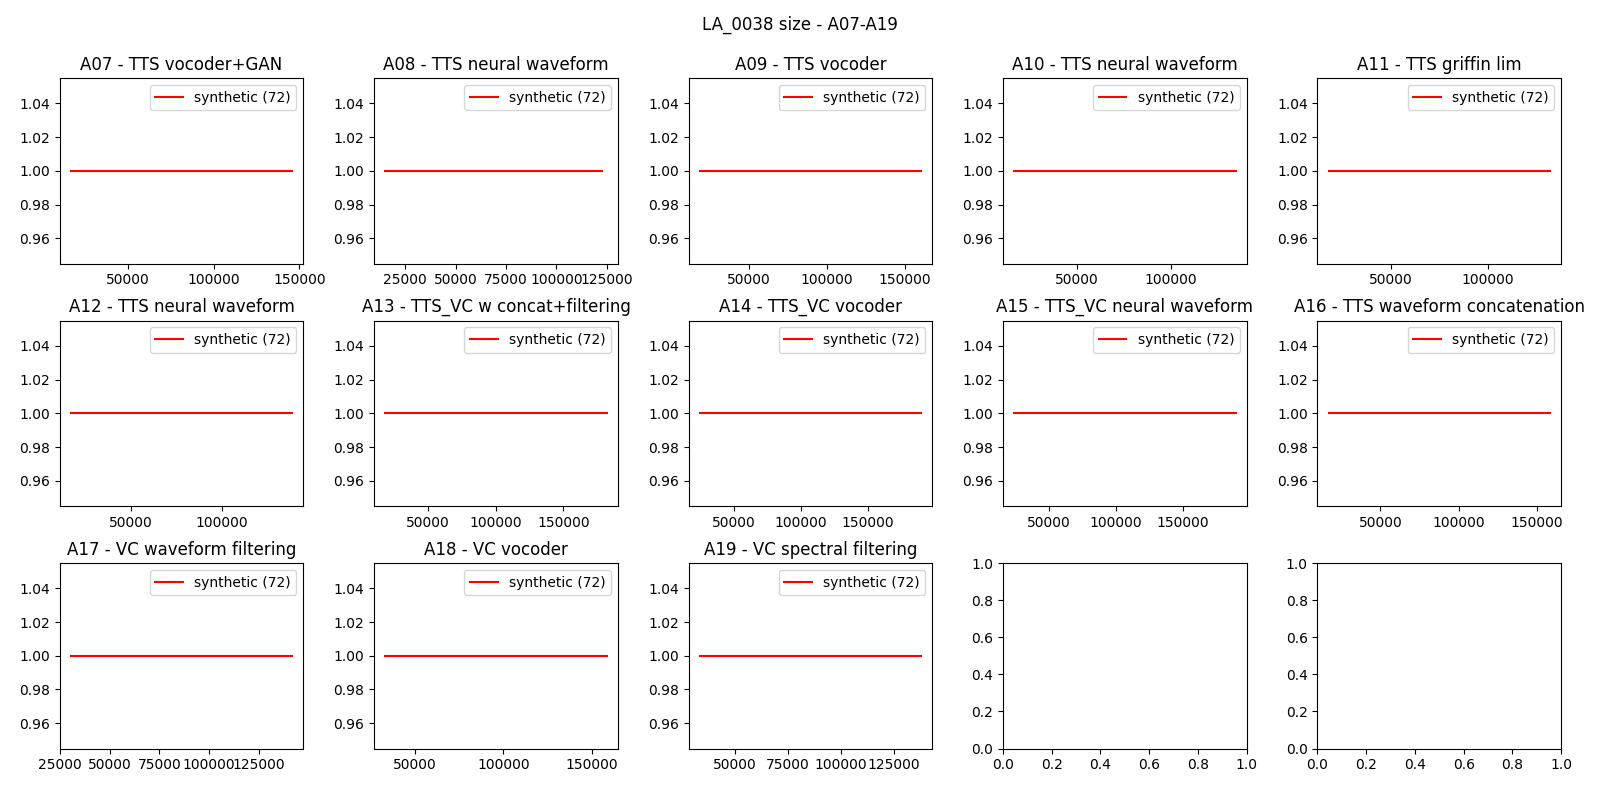 LA_0038 size - A07-A19
A07 - TTS vocoder+GAN
synthetic (72)
1.04
1.02
1.00
0.98
0.96
50000 100000 150000
A08 - TTS neural waveform
synthetic (72)
1.04
1.02
1.00
0.98
0.96
25000 50000 75000 100000 125000
A09 - TTS vocoder
synthetic (72)
1.04
1.02
1.00
0.98
0.96
50000 100000 150000
A10 - TTS neural waveform
synthetic (72)
1.04
1.02
1.00
0.98
0.96
50000 100000
A11 - TTS griffin lim
synthetic (72)
1.04
1.02
1.00
0.98
0.96
50000 100000
A12 - TTS neural waveform
synthetic (72)
1.04
1.02
1.00
0.98
0.96
50000 100000
A13 - TTS_VC w concat+filtering
synthetic (72)
1.04
1.02
1.00
0.98
0.96
50000 100000 150000
A14 - TTS_VC vocoder
synthetic (72)
1.04
1.02
1.00
0.98
0.96
50000 100000 150000
A15 - TTS_VC neural waveform
synthetic (72)
1.04
1.02
1.00
0.98
0.96
50000 100000 150000
A16 - TTS waveform concatenation
synthetic (72)
1.04
1.02
1.00
0.98
0.96
50000 100000 150000
A17 - VC waveform filtering
synthetic (72)
1.04
1.02
1.00
0.98
0.96
25000 50000 75000 100000 125000
A18 - VC vocoder
synthetic (72)
1.04
1.02
1.00
0.98
0.96
50000 100000 150000
A19 - VC spectral filtering
synthetic (72)
1.04
1.02
1.00
0.98
0.96
50000 75000 100000 125000
1.0
0.8
0.6
0.4
0.2
0.0
0.0 0.2 0.4 0.6 0.8 1.0
1.0
0.8
0.6
0.4
0.2
0.0
0.0 0.2 0.4 0.6 0.8 1.0